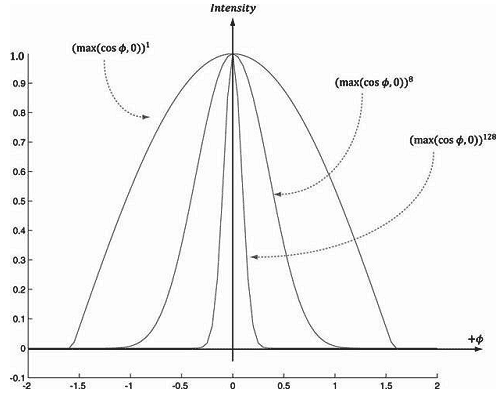 Intensity
(max(cos ϕ, 0))¹
(max(cos ϕ, 0))⁸
(max(cos ϕ, 0))¹²⁸
1.0
0.9
0.8
0.7
0.6
0.5
0.4
0.3
0.2
0.1
0
-0.1
+ϕ
-2 -1.5 -1 -0.5 0 0.5 1 1.5 2